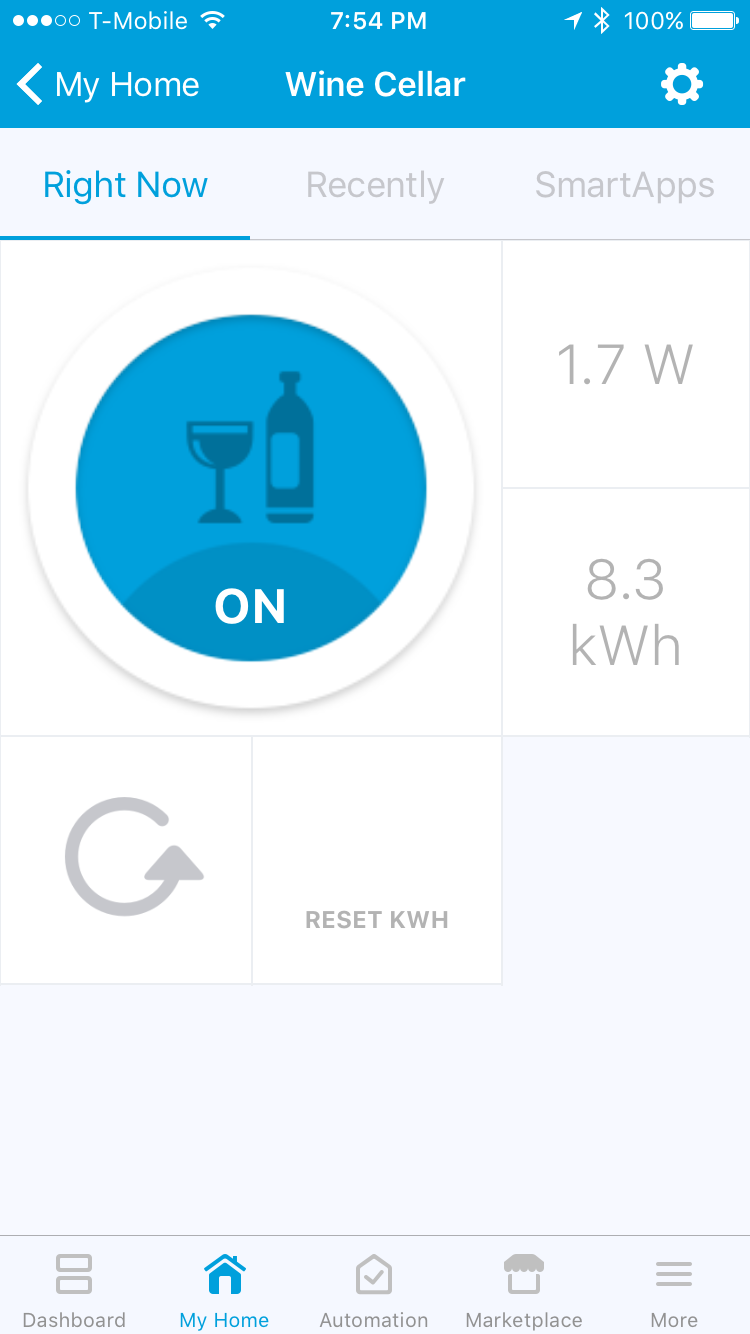 T-Mobile 7:54 PM 100%
My Home Wine Cellar
Right Now Recently SmartApps
1.7 W
8.3
kWh
ON
RESET KWH
Dashboard My Home Automation Marketplace More